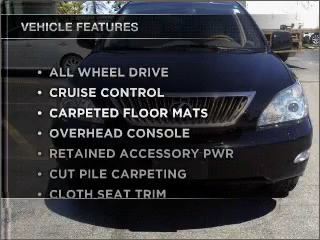 VEHICLE FEATURES
• ALL WHEEL DRIVE
• CRUISE CONTROL
• CARPETED FLOOR MATS
• OVERHEAD CONSOLE
• RETAINED ACCESSORY PWR
• CUT PILE CARPETING
• CLOTH SEAT TRIM